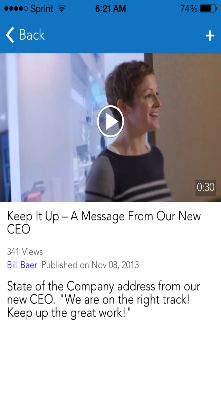 Sprint 6:21 AM 74%
Back +
0:30
Keep It Up – A Message From Our New
CEO
341 Views
Bill Baer Published on Nov 08, 2013
State of the Company address from our
new CEO. "We are on the right track!
Keep up the great work!"